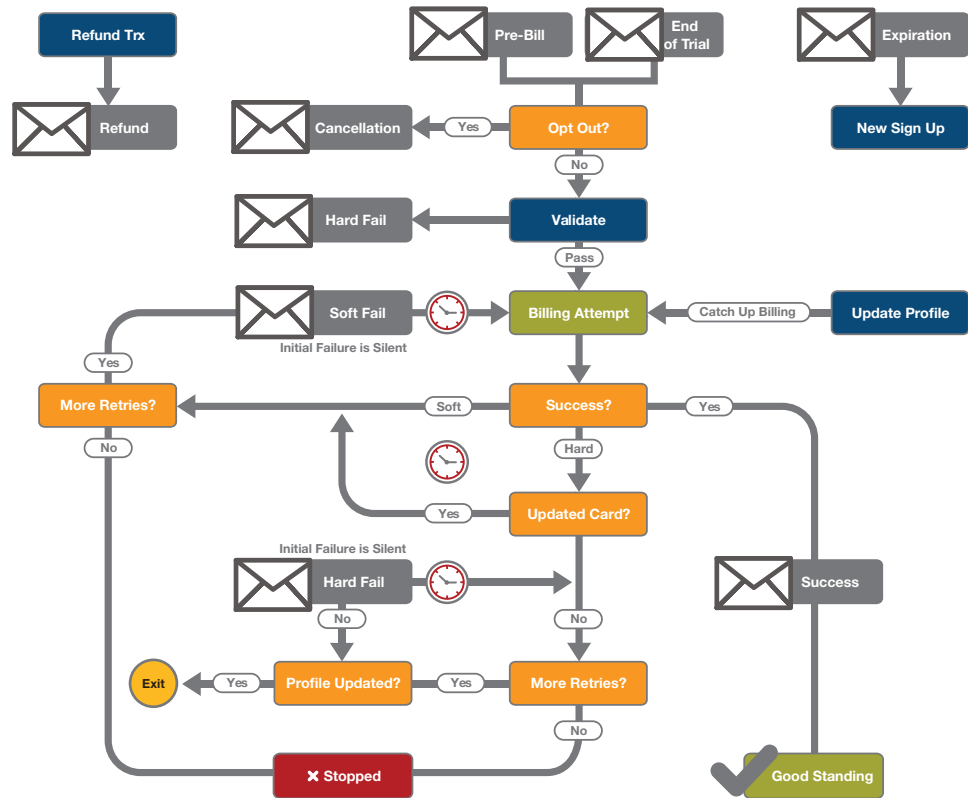 Refund Trx
Pre-Bill
End
of Trial
Expiration
Refund
Cancellation
Yes
Opt Out?
New Sign Up
No
Hard Fail
Validate
Pass
Soft Fail
Billing Attempt
Catch Up Billing
Update Profile
Initial Failure is Silent
Yes
More Retries?
Soft
Success?
Yes
No
Hard
Yes
Updated Card?
Initial Failure is Silent
Hard Fail
Success
No
No
Exit
Yes
Profile Updated?
Yes
More Retries?
No
Stopped
Good Standing